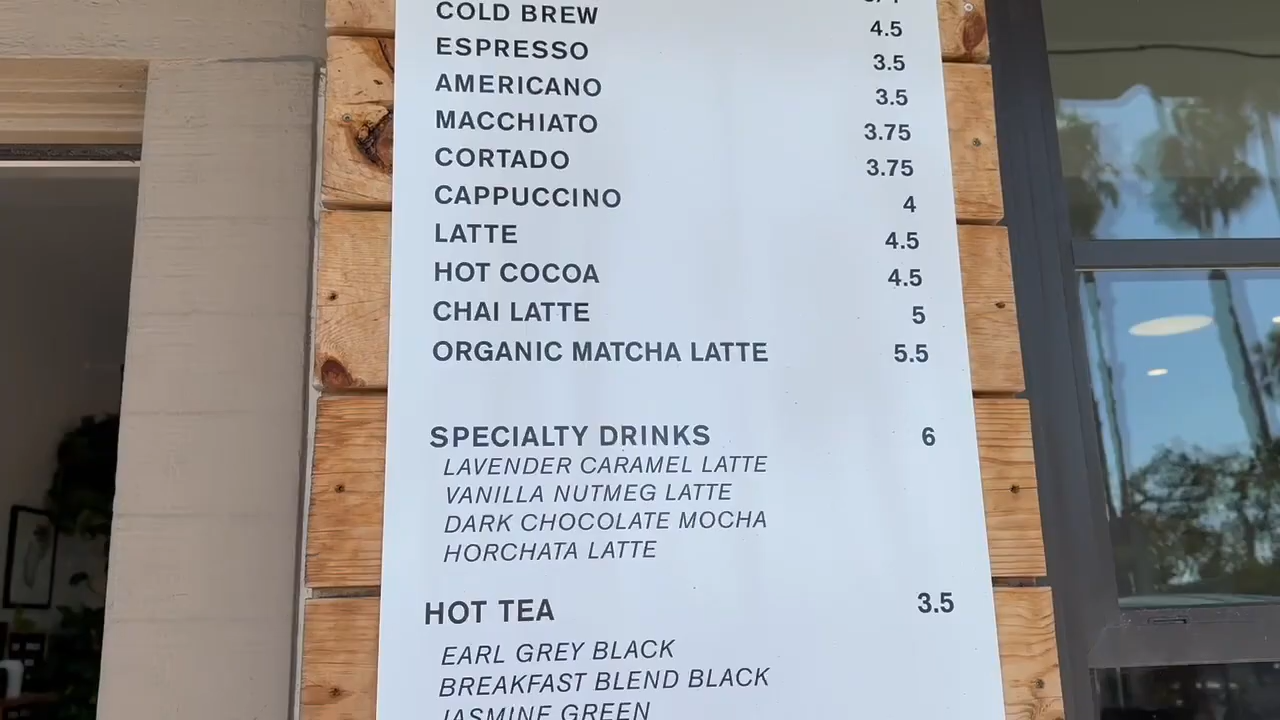 COLD BREW 4.5
ESPRESSO 3.5
AMERICANO 3.5
MACCHIATO 3.75
CORTADO 3.75
CAPPUCCINO 4
LATTE 4.5
HOT COCOA 4.5
CHAI LATTE 5
ORGANIC MATCHA LATTE 5.5
SPECIALTY DRINKS 6
LAVENDER CARAMEL LATTE
VANILLA NUTMEG LATTE
DARK CHOCOLATE MOCHA
HORCHATA LATTE
HOT TEA 3.5
EARL GREY BLACK
BREAKFAST BLEND BLACK
JASMINE GREEN